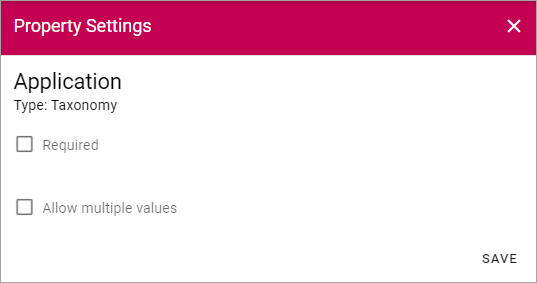 Property Settings
Application
Type: Taxonomy
Required
Allow multiple values
SAVE